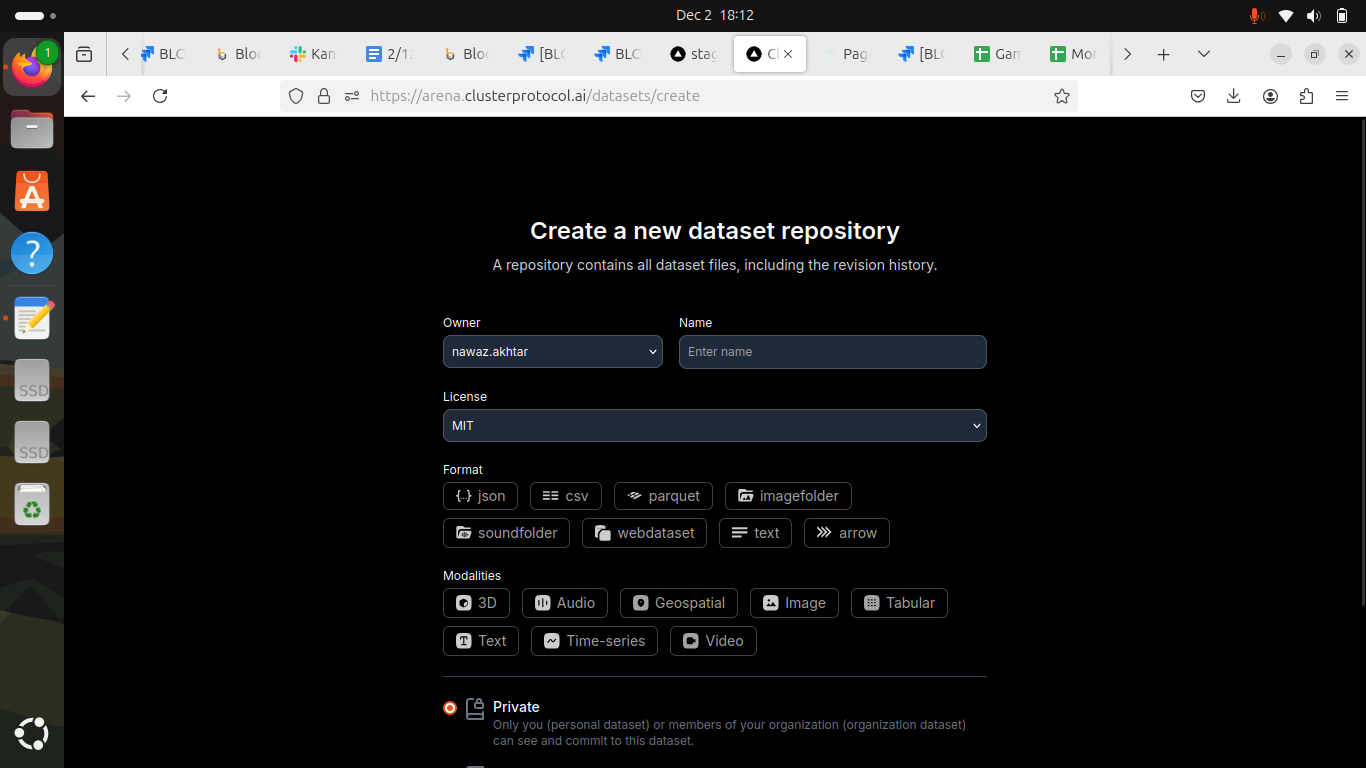 Dec 2 18:12
1
BLO
Bloc
Kan
2/12
Bloc
[BLO
BLO
stag
Cl
Pag
[BLO
Gam
Mor
https://arena.clusterprotocol.ai/datasets/create
Create a new dataset repository
A repository contains all dataset files, including the revision history.
Owner
Name
nawaz.akhtar
Enter name
License
MIT
Format
json
csv
parquet
imagefolder
soundfolder
webdataset
text
arrow
Modalities
3D
Audio
Geospatial
Image
Tabular
Text
Time-series
Video
Private
Only you (personal dataset) or members of your organization (organization dataset)
can see and commit to this dataset.
SSD
SSD